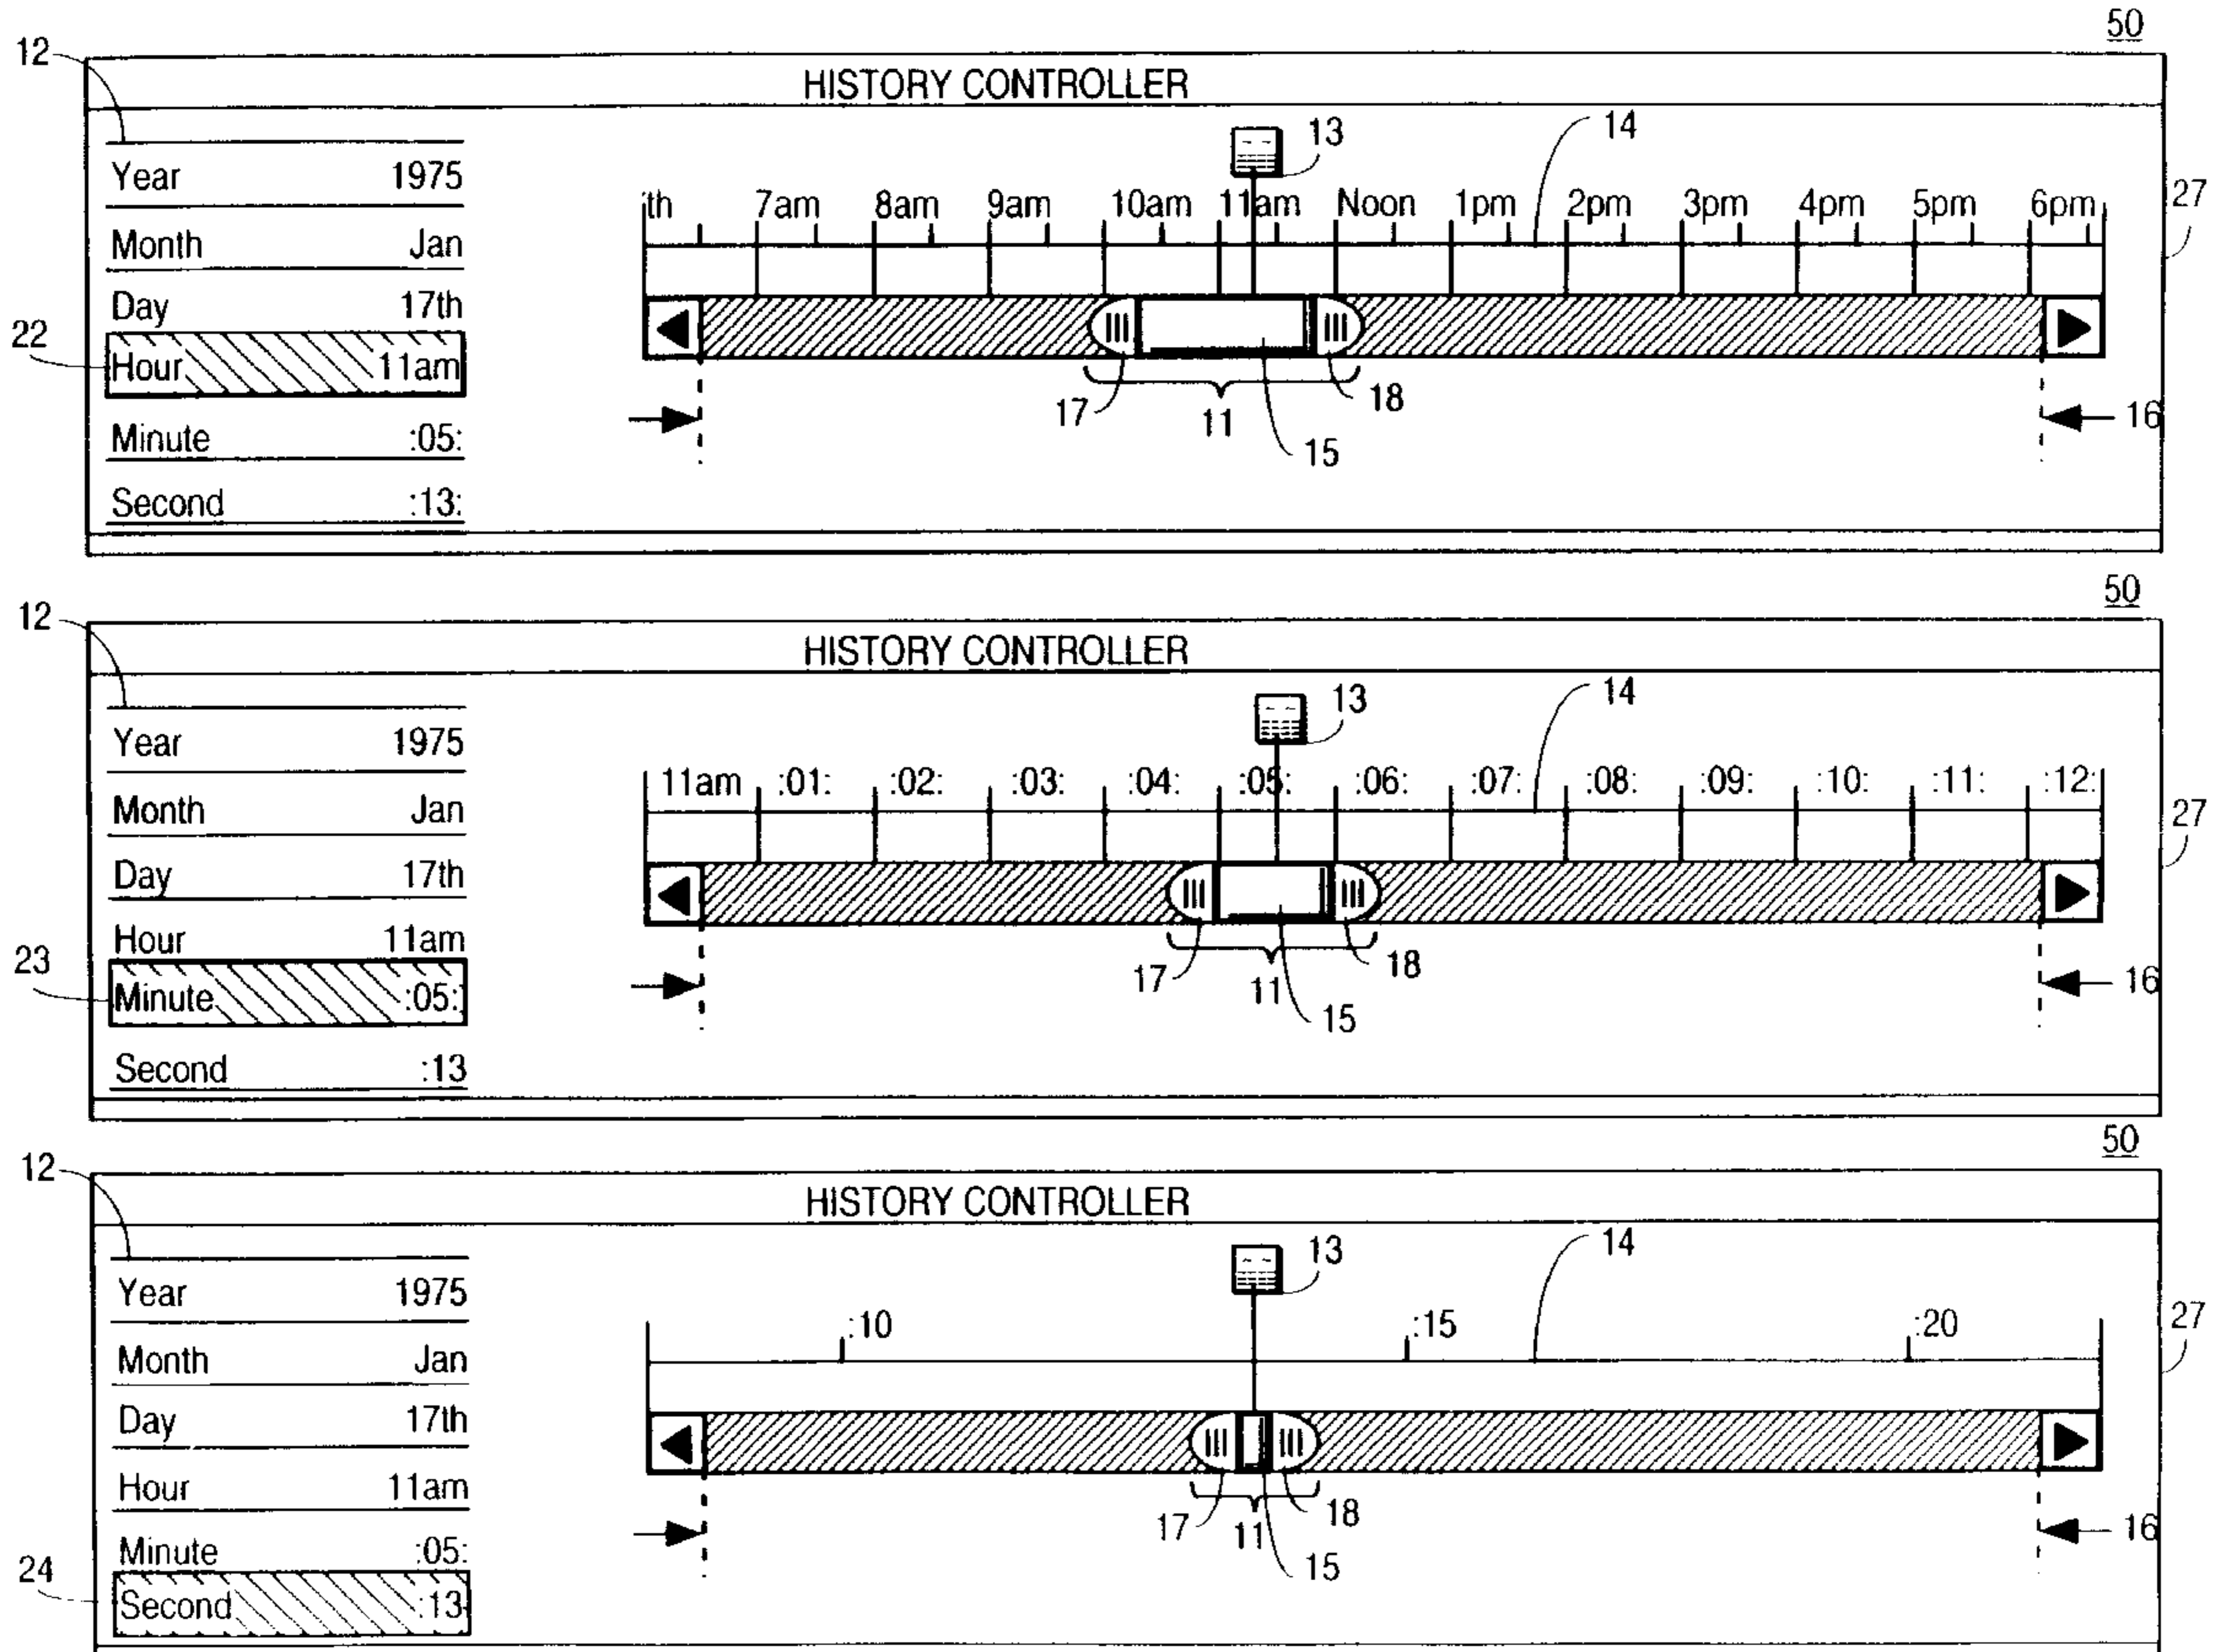 50
12
HISTORY CONTROLLER
13
14
Year 1975
27
th 7am 8am 9am 10am 11am Noon 1pm 2pm 3pm 4pm 5pm 6pm
Month Jan
Day 17th
22
Hour 11am
17 11 18
16
Minute :05:
15
Second :13:
50
12
HISTORY CONTROLLER
13
14
Year 1975
11am :01: :02: :03: :04: :05: :06: :07: :08: :09: :10: :11: :12:
Month Jan
27
Day 17th
Hour 11am
23
17 11 18
16
Minute :05:
15
Second :13
50
12
HISTORY CONTROLLER
13
14
Year 1975
27
:10 :15 :20
Month Jan
Day 17th
Hour 11am
17 11 18
16
Minute :05:
15
24
Second :13